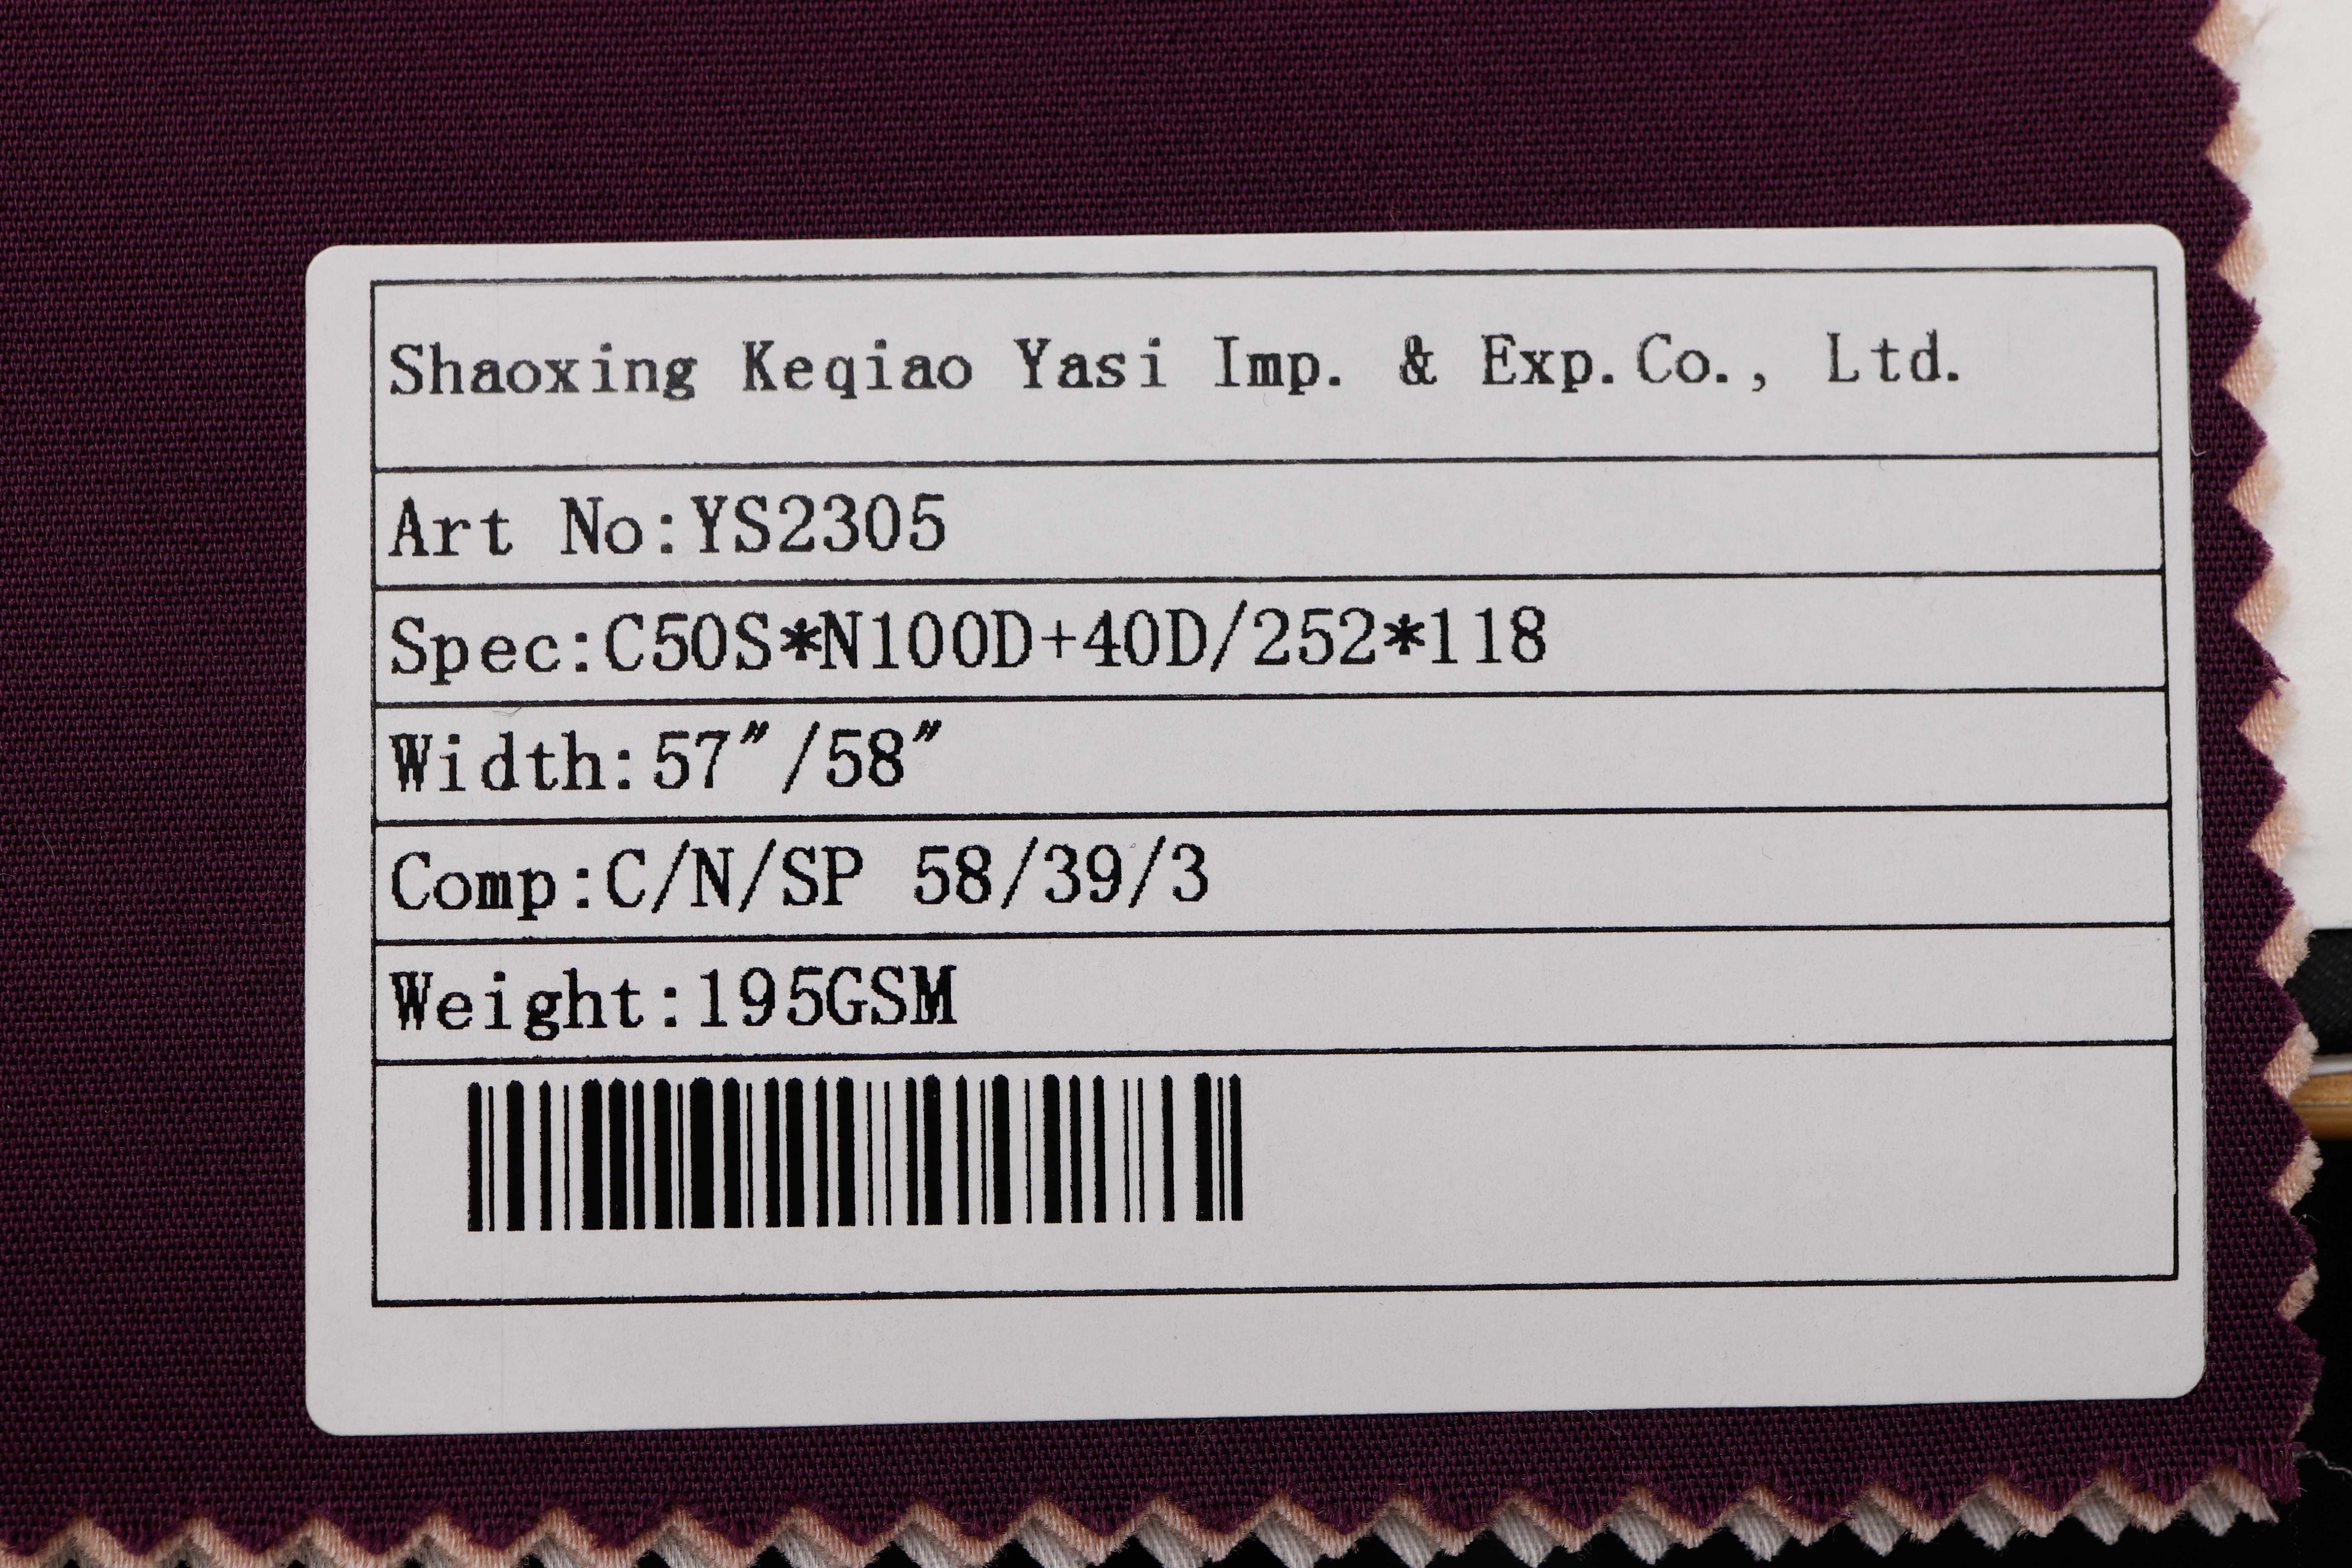 Shaoxing Keqiao Yasi Imp. & Exp.Co., Ltd.
Art No:YS2305
Spec:C50S*N100D+40D/252*118
Width:57"/58"
Comp:C/N/SP 58/39/3
Weight:195GSM